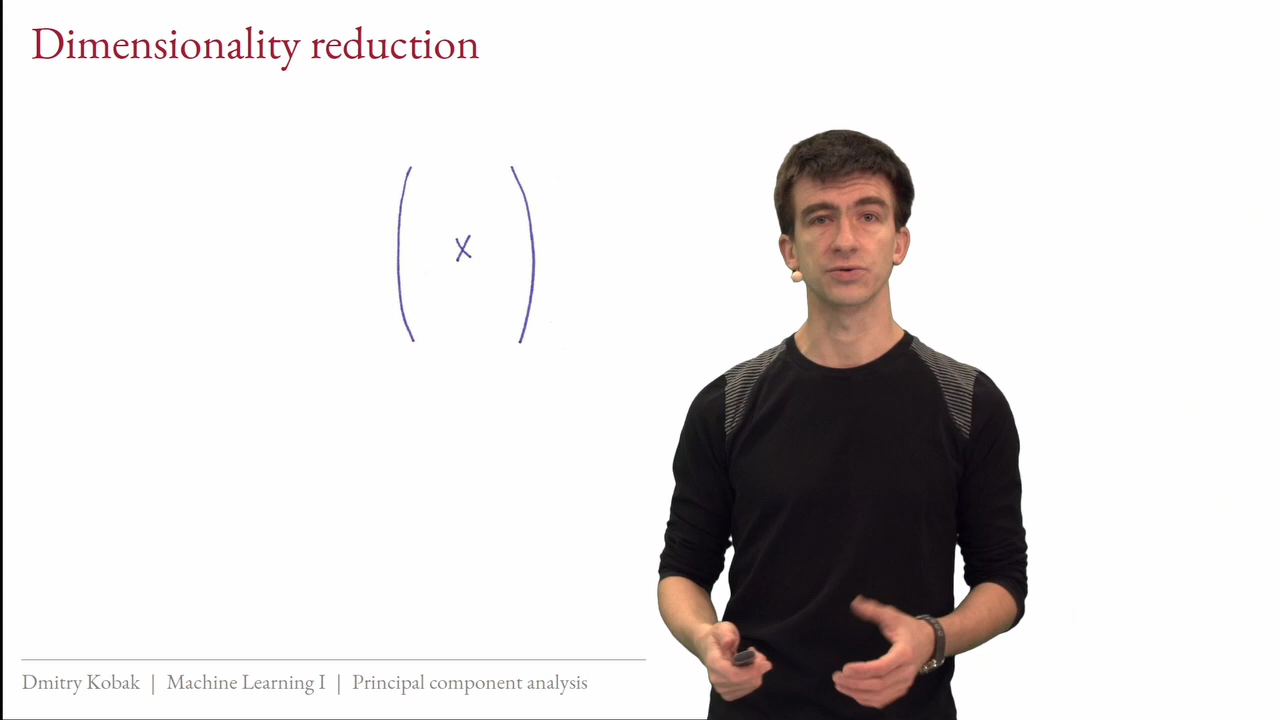 Dimensionality reduction
( X )
Dmitry Kobak | Machine Learning I | Principal component analysis